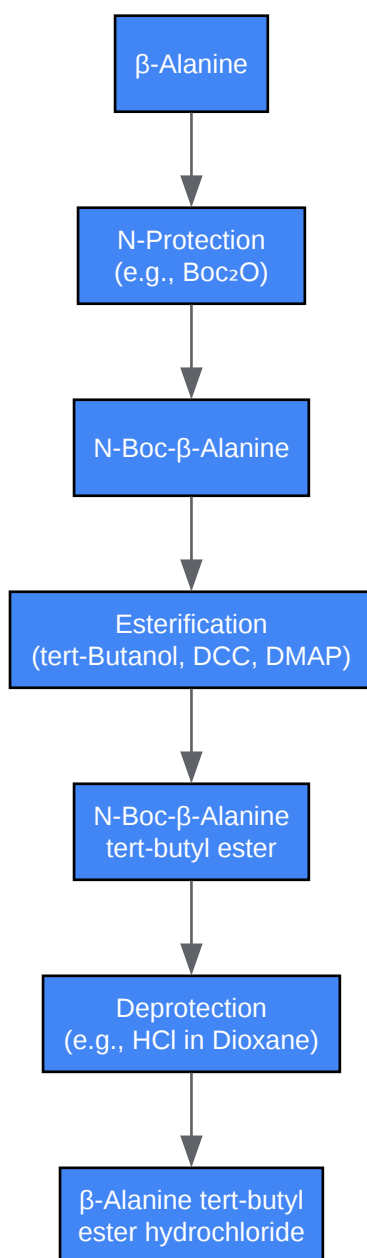 β-Alanine
N-Protection
(e.g., Boc₂O)
N-Boc-β-Alanine
Esterification
(tert-Butanol, DCC, DMAP)
N-Boc-β-Alanine
tert-butyl ester
Deprotection
(e.g., HCl in Dioxane)
β-Alanine tert-butyl
ester hydrochloride